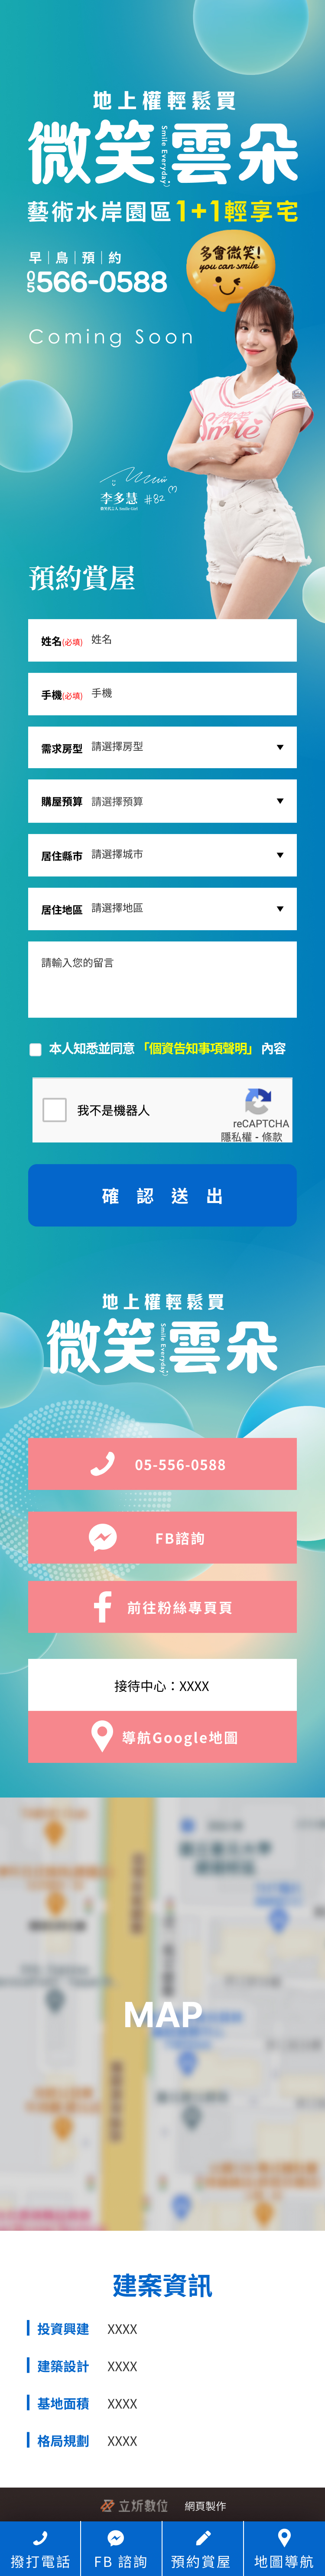 地上權輕鬆買
微笑雲朵
Smile Everyday:)
藝術水岸園區1+1輕享宅
早｜鳥｜預｜約
05 566-0588
Coming Soon
多會微笑!
you can smile
Smile
李多慧 #82
預約賞屋
姓名(必填) 姓名
手機(必填) 手機
需求房型 請選擇房型
購屋預算 請選擇預算
居住縣市 請選擇城市
居住地區 請選擇地區
請輸入您的留言
本人知悉並同意「個資告知事項聲明」內容
我不是機器人
reCAPTCHA
隱私權 - 條款
確認送出
地上權輕鬆買
微笑雲朵
Smile Everyday:)
05-556-0588
FB諮詢
前往粉絲專頁頁
接待中心：XXXX
導航Google地圖
MAP
建案資訊
投資興建 XXXX
建築設計 XXXX
基地面積 XXXX
格局規劃 XXXX
立炘數位 網頁製作
撥打電話 FB 諮詢 預約賞屋 地圖導航